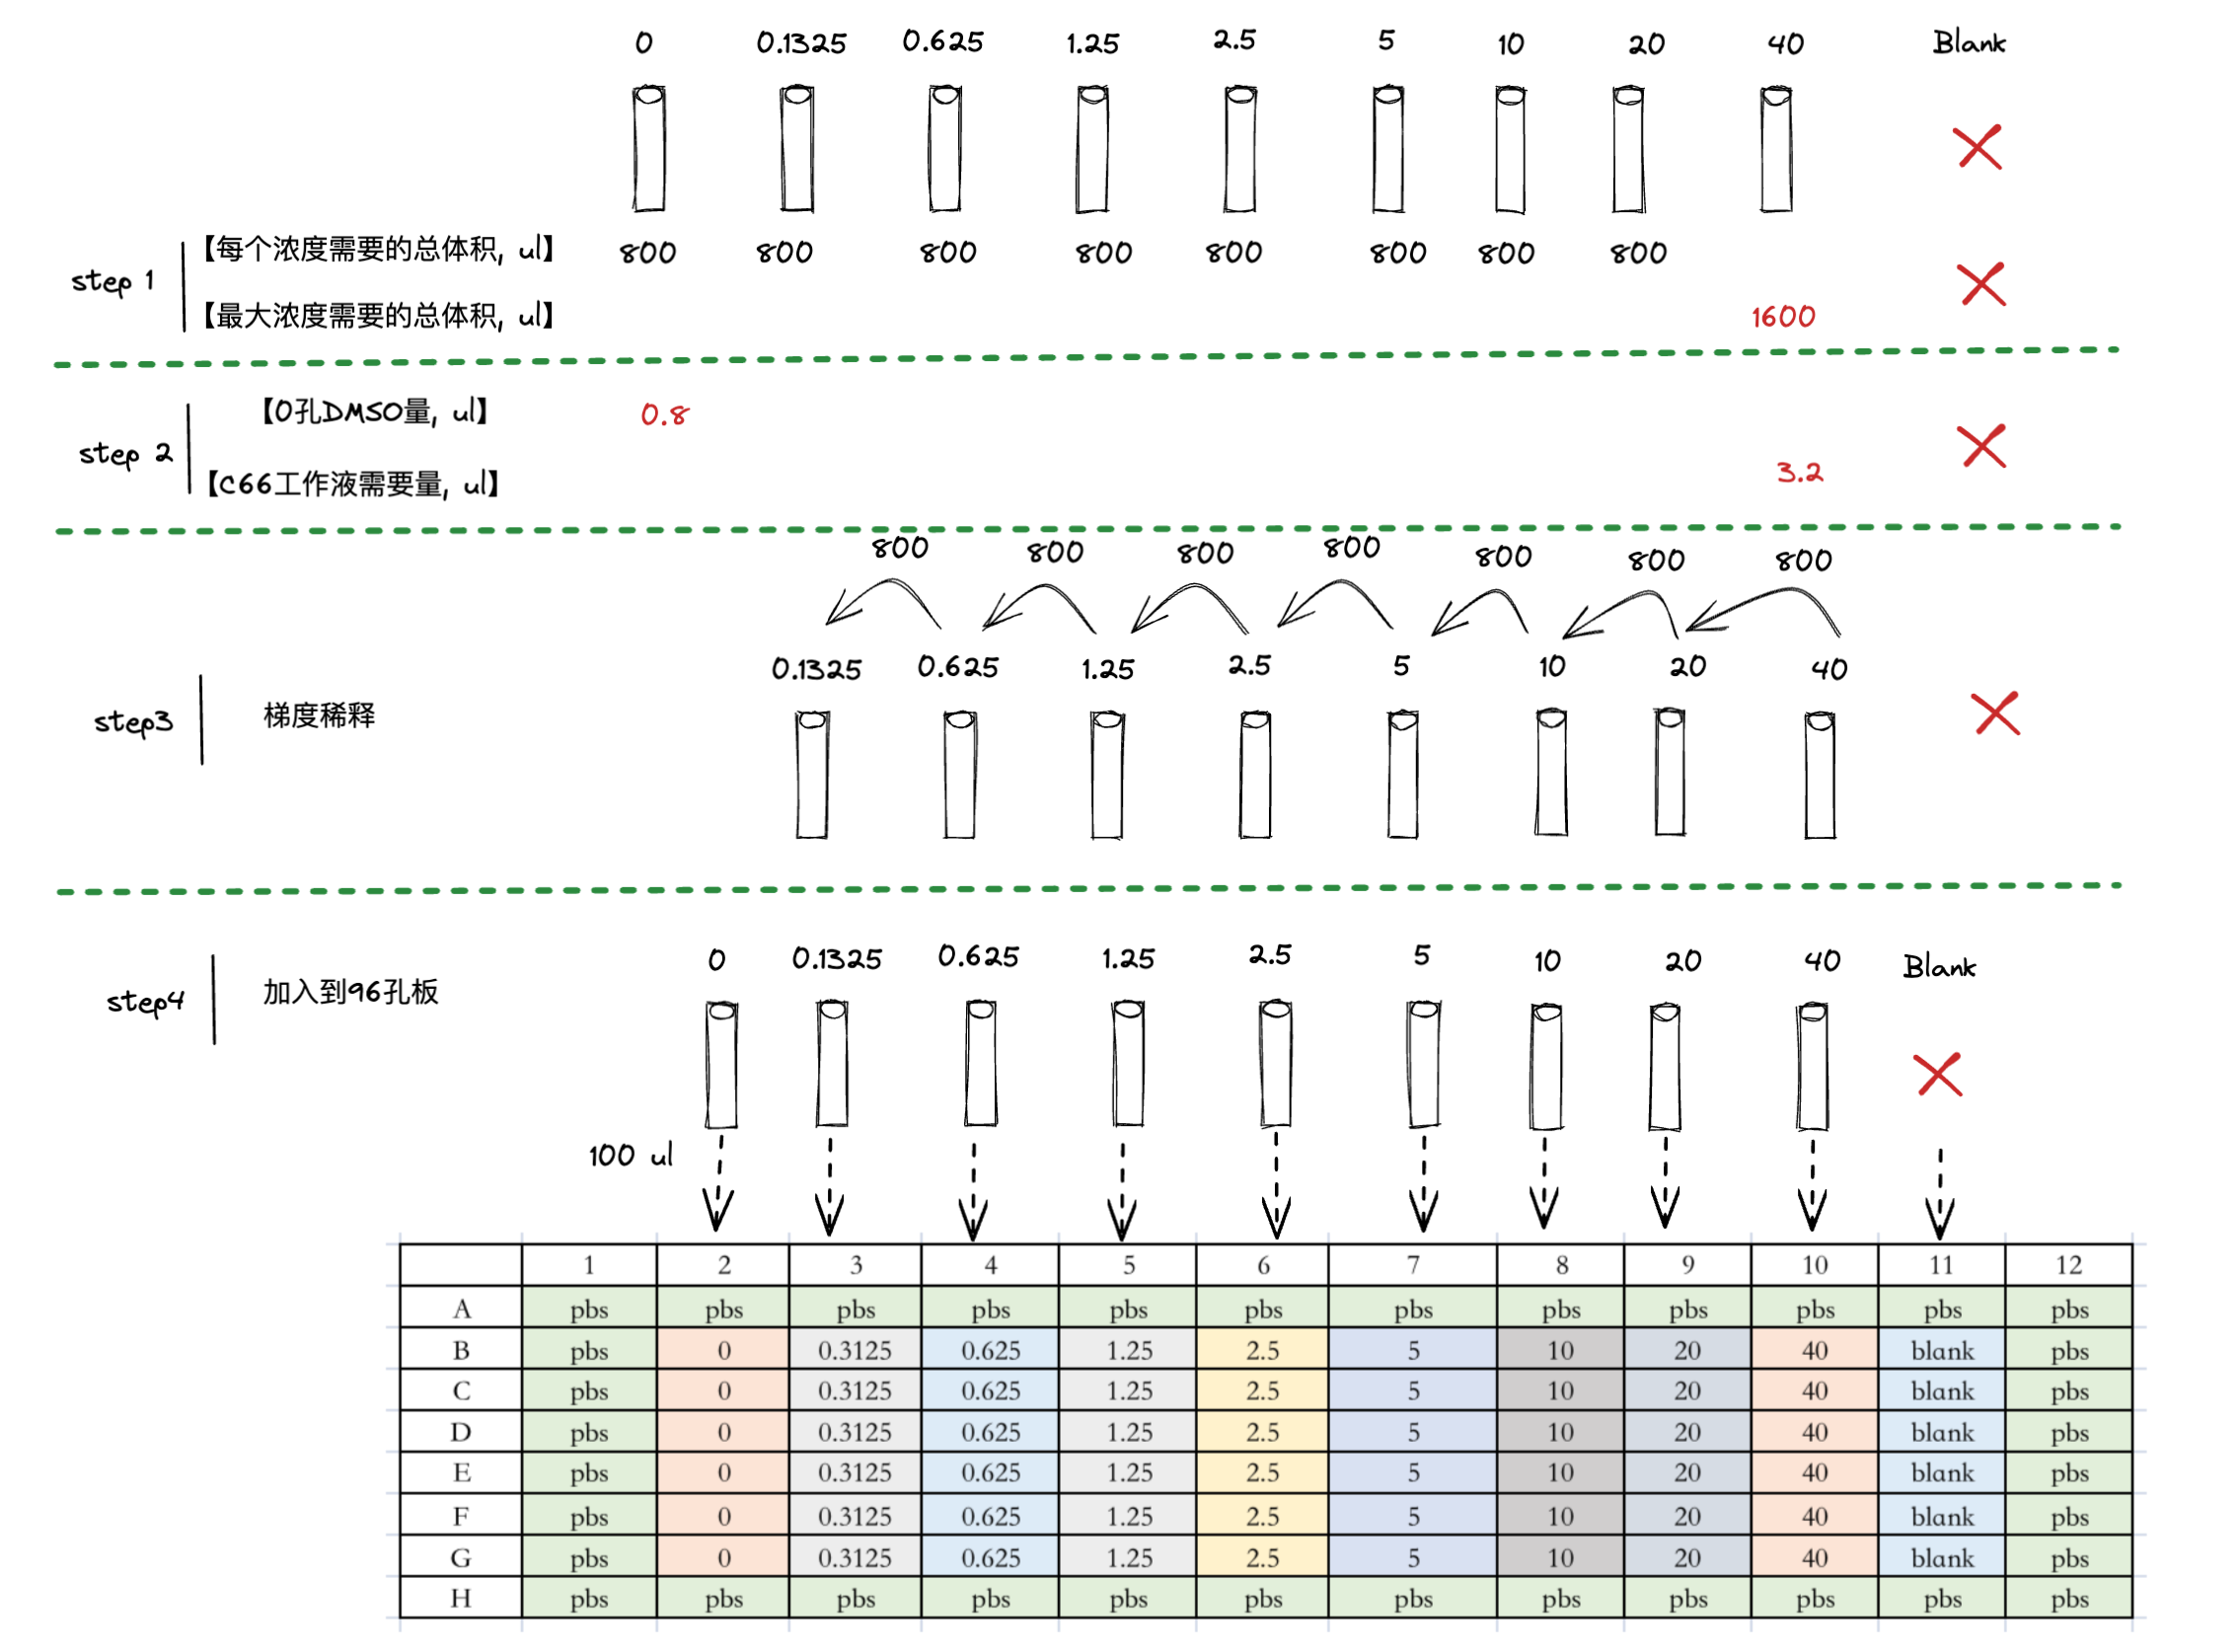 0 0.1325 0.625 1.25 2.5 5 10 20 40 Blank
【每个浓度需要的总体积, ul】 800 800 800 800 800 800 800 800
step 1
【最大浓度需要的总体积, ul】 1600
【0孔DMSO量, ul】 0.8
step 2
【C66工作液需要量, ul】 3.2
800 800 800 800 800 800 800
0.1325 0.625 1.25 2.5 5 10 20 40
step3 梯度稀释
0 0.1325 0.625 1.25 2.5 5 10 20 40 Blank
step4 加入到96孔板
100 ul
1 2 3 4 5 6 7 8 9 10 11 12
A pbs pbs pbs pbs pbs pbs pbs pbs pbs pbs pbs pbs
B pbs 0 0.3125 0.625 1.25 2.5 5 10 20 40 blank pbs
C pbs 0 0.3125 0.625 1.25 2.5 5 10 20 40 blank pbs
D pbs 0 0.3125 0.625 1.25 2.5 5 10 20 40 blank pbs
E pbs 0 0.3125 0.625 1.25 2.5 5 10 20 40 blank pbs
F pbs 0 0.3125 0.625 1.25 2.5 5 10 20 40 blank pbs
G pbs 0 0.3125 0.625 1.25 2.5 5 10 20 40 blank pbs
H pbs pbs pbs pbs pbs pbs pbs pbs pbs pbs pbs pbs